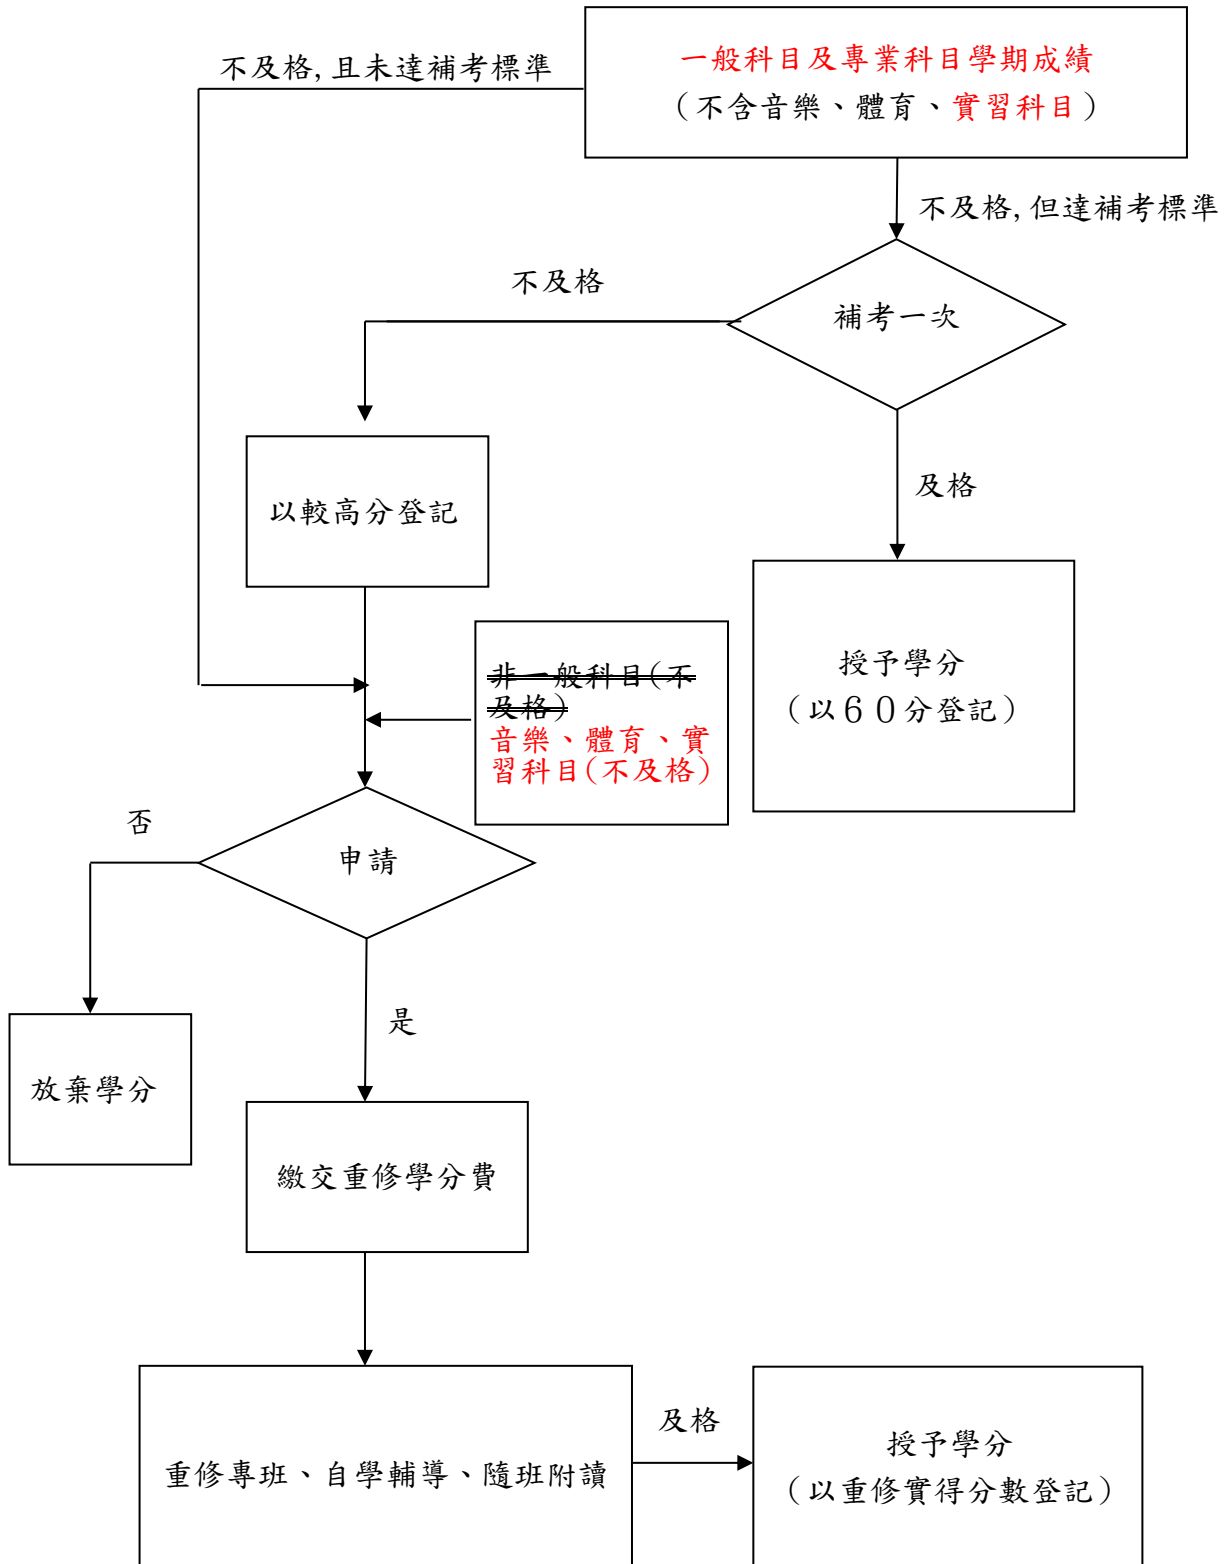 不及格,且未達補考標準
一般科目及專業科目學期成績
（不含音樂、體育、實習科目）
不及格,但達補考標準
不及格
補考一次
以較高分登記
及格
非一般科目(不
及格)
音樂、體育、實
習科目(不及格)
授予學分
（以６０分登記）
否
申請
是
放棄學分
繳交重修學分費
重修專班、自學輔導、隨班附讀
及格
授予學分
（以重修實得分數登記）